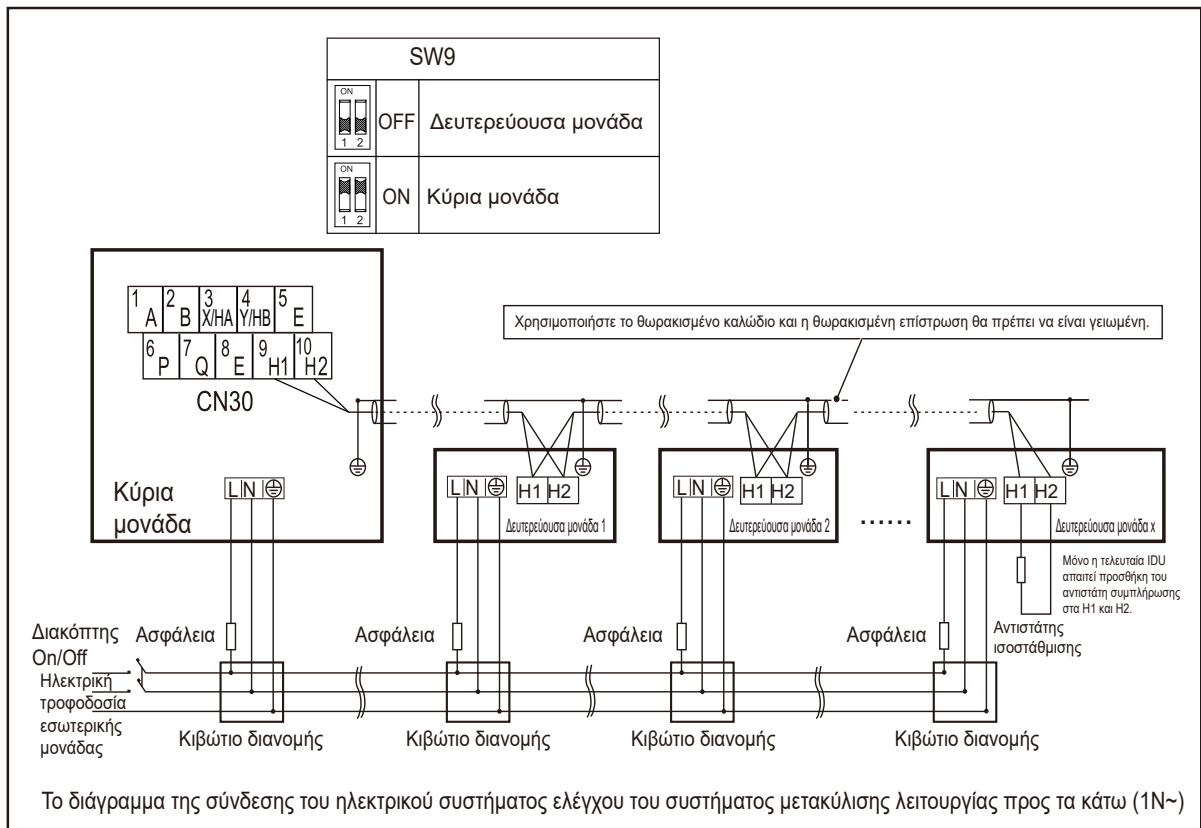 SW9
ON
1 2
OFF
Δευτερεύουσα μονάδα
ON
1 2
ON
Κύρια μονάδα
1 A
2 B
3 X/HA
4 Y/HB
5 E
6 P
7 Q
8 E
9 H1
10 H2
CN30
Χρησιμοποιήστε το θωρακισμένο καλώδιο και η θωρακισμένη επίστρωση θα πρέπει να είναι γειωμένη.
Κύρια
μονάδα
L N
L N
H1 H2
Δευτερεύουσα μονάδα 1
L N
H1 H2
Δευτερεύουσα μονάδα 2
......
L N
H1 H2
Δευτερεύουσα μονάδα x
Μόνο η τελευταία IDU
απαιτεί προσθήκη του
αντιστάτη συμπλήρωσης
στα H1 και H2.
Αντιστάτης
ισοστάθμισης
Διακόπτης
On/Off
Ηλεκτρική
τροφοδοσία
εσωτερικής
μονάδας
Ασφάλεια
Ασφάλεια
Ασφάλεια
Ασφάλεια
Κιβώτιο διανομής
Κιβώτιο διανομής
Κιβώτιο διανομής
Κιβώτιο διανομής
Το διάγραμμα της σύνδεσης του ηλεκτρικού συστήματος ελέγχου του συστήματος μετακύλισης λειτουργίας προς τα κάτω (1N~)